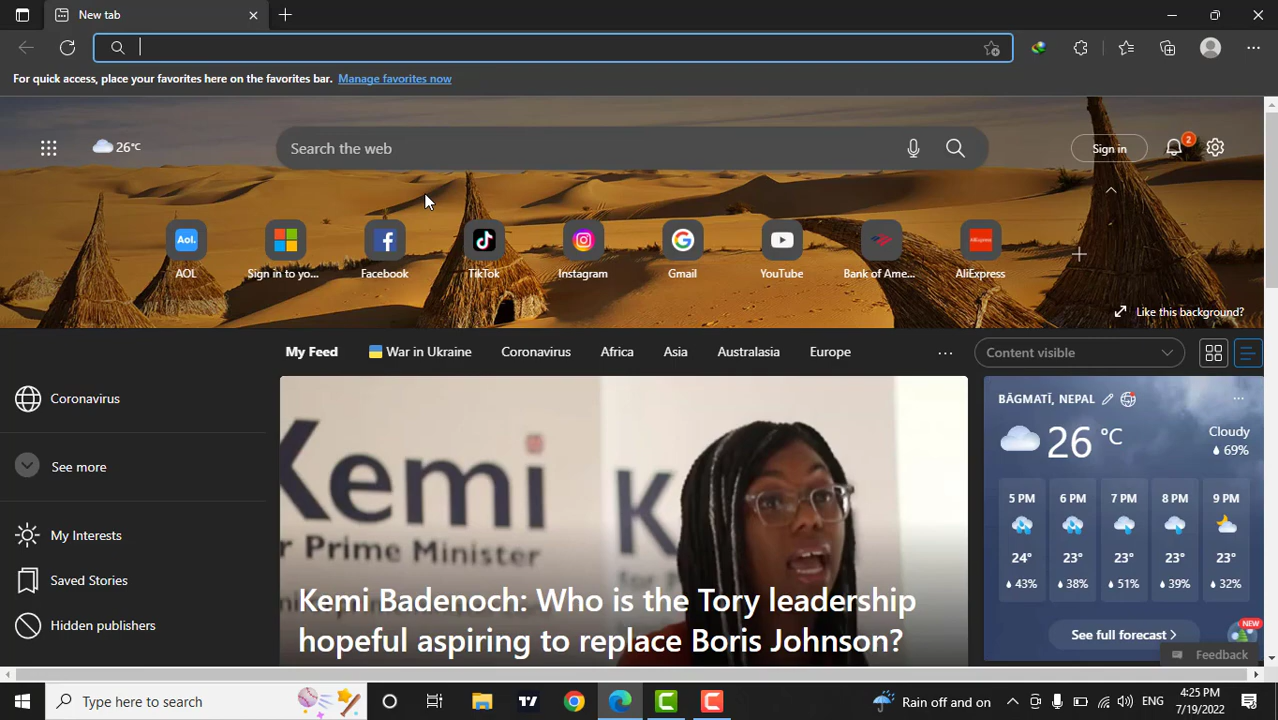 New tab
For quick access, place your favorites here on the favorites bar. Manage favorites now
26°C
Search the web
Sign in
2
Aol.
AOL
Sign in to yo...
Facebook
TikTok
Instagram
Gmail
YouTube
Bank of Ame...
AliExpress
AliExpress
Like this background?
My Feed
War in Ukraine
Coronavirus
Africa
Asia
Australasia
Europe
Content visible
Coronavirus
See more
My Interests
Saved Stories
Hidden publishers
Kemi
for Prime Minister
Kemi Badenoch: Who is the Tory leadership
hopeful aspiring to replace Boris Johnson?
BĀGMATĪ, NEPAL
26 °C
Cloudy
69%
5 PM 6 PM 7 PM 8 PM 9 PM
24° 23° 23° 23° 23°
43% 38% 51% 39% 32%
See full forecast
NEW
Feedback
Type here to search
Rain off and on
ENG
4:25 PM
7/19/2022